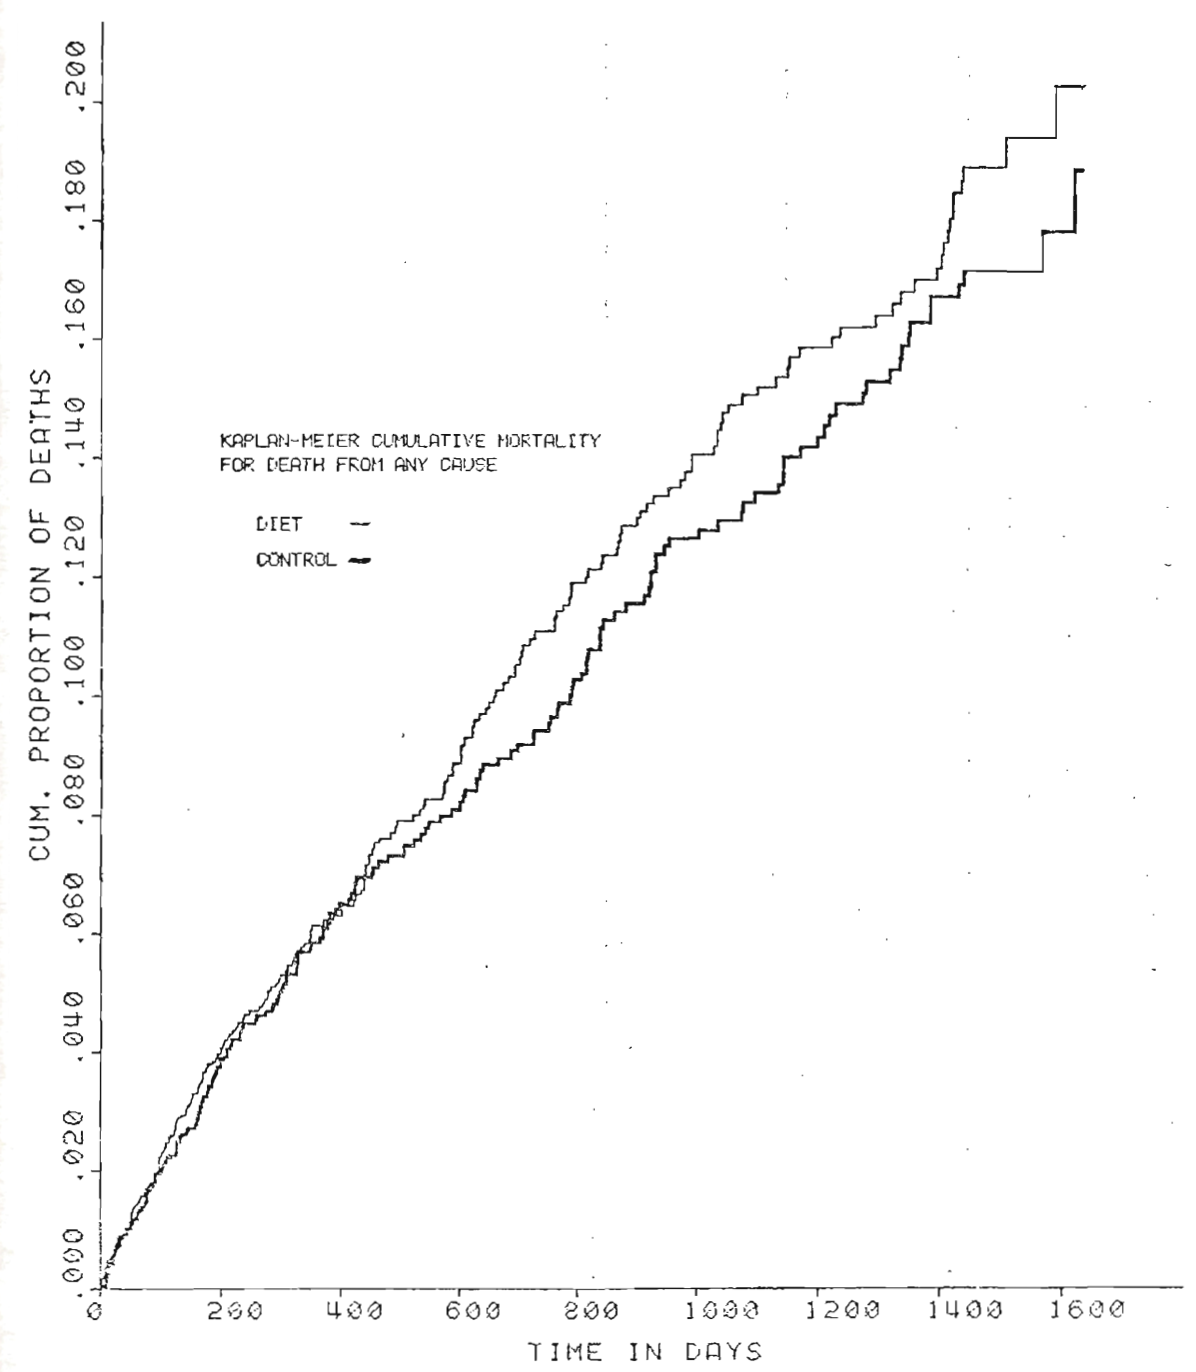 .200
.180
.160
.140
.120
.100
.080
.060
.040
.020
.000
CUM. PROPORTION OF DEATHS
KAPLAN-MEIER CUMULATIVE MORTALITY
FOR DEATH FROM ANY CAUSE
DIET
CONTROL
0 200 400 600 800 1000 1200 1400 1600
TIME IN DAYS